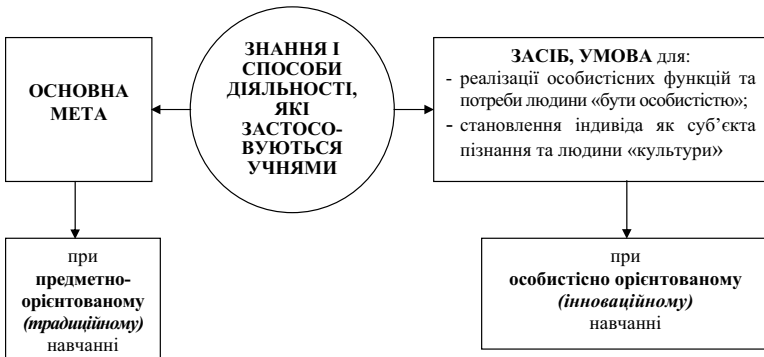 ОСНОВНА
МЕТА
ЗНАННЯ І
СПОСОБИ
ДІЯЛЬНОСТІ,
ЯКІ
ЗАСТОСО-
ВУЮТЬСЯ
УЧНЯМИ
ЗАСІБ, УМОВА для:
- реалізації особистісних функцій та
потреби людини «бути особистістю»;
- становлення індивіда як суб’єкта
пізнання та людини «культури»
при
предметно-
орієнтованому
(традиційному)
навчанні
при
особистісно орієнтованому
(інноваційному)
навчанні